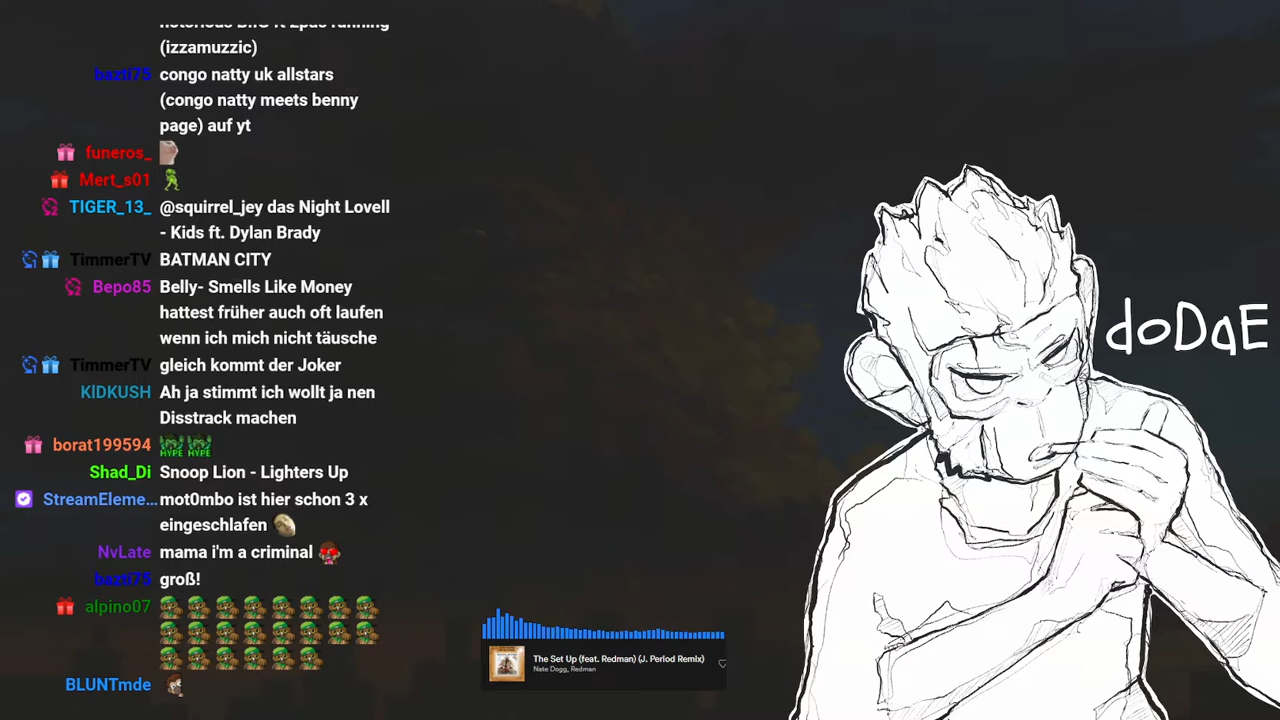 (izzamuzzic)
bazti75 congo natty uk allstars
(congo natty meets benny
page) auf yt
funeros_
Mert_s01
TIGER_13_ @squirrel_jey das Night Lovell
- Kids ft. Dylan Brady
TimmerTV BATMAN CITY
Bepo85 Belly- Smells Like Money
hattest früher auch oft laufen
wenn ich mich nicht täusche
TimmerTV gleich kommt der Joker
KIDKUSH Ah ja stimmt ich wollt ja nen
Disstrack machen
borat199594 HYPE HYPE
Shad_Di Snoop Lion - Lighters Up
StreamEleme... mot0mbo ist hier schon 3 x
eingeschlafen
NvLate mama i'm a criminal
bazti75 groß!
alpino07
BLUNTmde
doDaE
The Set Up (feat. Redman) (J. Period Remix)
Nate Dogg, Redman